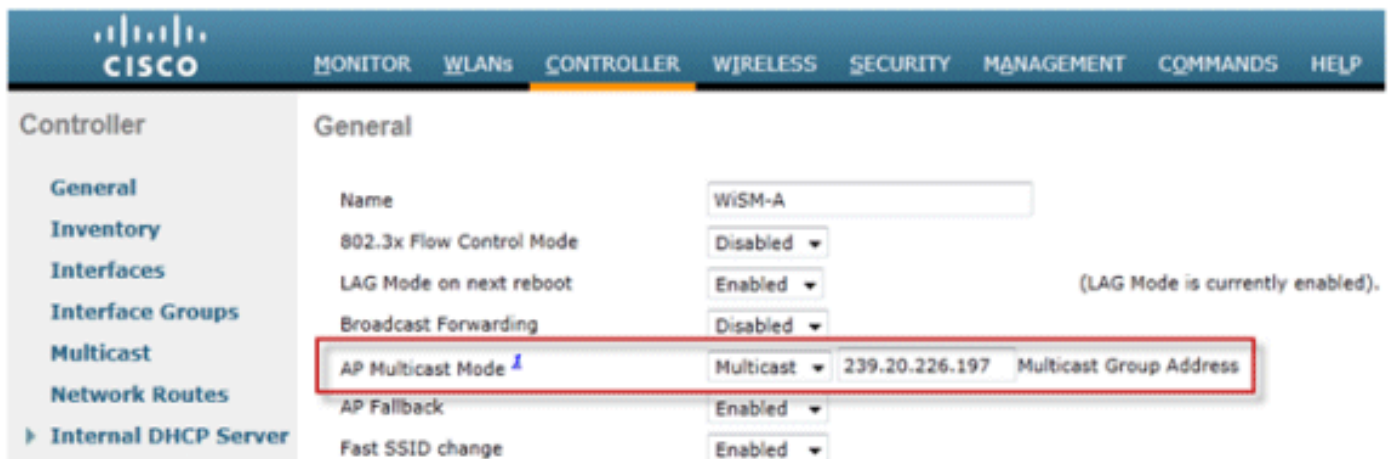 CISCO
MONITOR WLANs CONTROLLER WIRELESS SECURITY MANAGEMENT COMMANDS HELP
Controller
General
Inventory
Interfaces
Interface Groups
Multicast
Network Routes
Internal DHCP Server
General
Name WiSM-A
802.3x Flow Control Mode Disabled
LAG Mode on next reboot Enabled (LAG Mode is currently enabled).
Broadcast Forwarding Disabled
AP Multicast Mode 1 Multicast 239.20.226.197 Multicast Group Address
AP Fallback Enabled
Fast SSID change Enabled